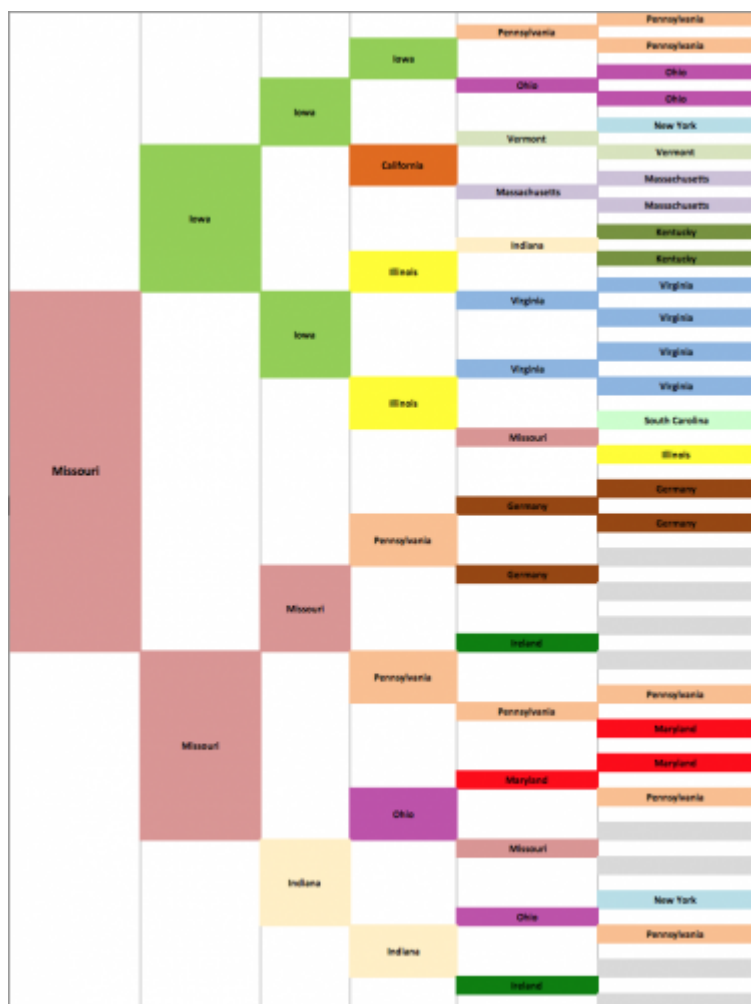 Pennsylvania
Pennsylvania
Pennsylvania
Iowa
Ohio
Ohio
Ohio
Iowa
New York
Vermont
Vermont
California
Massachusetts
Massachusetts
Massachusetts
Iowa
Kentucky
Indiana
Kentucky
Illinois
Virginia
Virginia
Virginia
Iowa
Virginia
Virginia
Virginia
Illinois
South Carolina
Missouri
Illinois
Missouri
Germany
Germany
Germany
Pennsylvania
Germany
Missouri
Ireland
Pennsylvania
Pennsylvania
Pennsylvania
Maryland
Missouri
Maryland
Maryland
Pennsylvania
Ohio
Missouri
Indiana
New York
Ohio
Pennsylvania
Indiana
Ireland